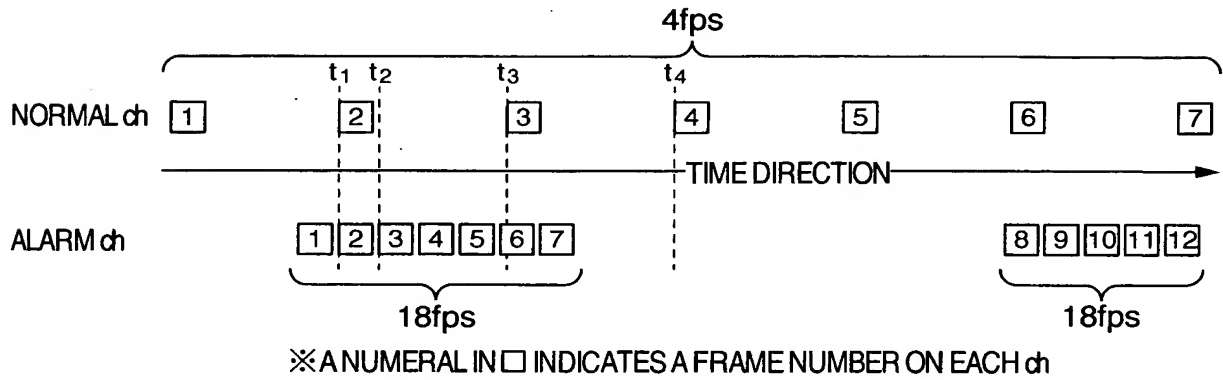 4fps
t1 t2 t3 t4
NORMAL ch 1 2 3 4 5 6 7
TIME DIRECTION
ALARM ch 1 2 3 4 5 6 7 8 9 10 11 12
18fps 18fps
※A NUMERAL IN □ INDICATES A FRAME NUMBER ON EACH ch